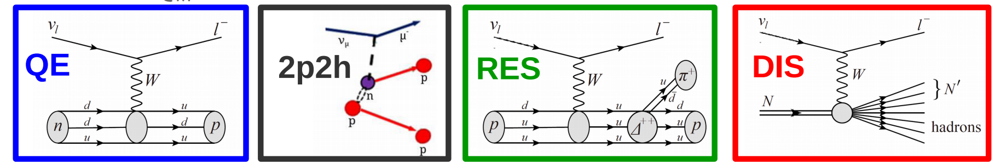 QE
ν_l
l⁻
W
d
u
n
d
d
p
u
u
2p2h
ν_μ
μ⁻
p
n
p
p
RES
ν_l
l⁻
W
π⁺
u
d̄
d
u
d
p
u
u
Δ⁺⁺
u
p
u
u
u
DIS
ν_l
l⁻
W
N
} N′
hadrons